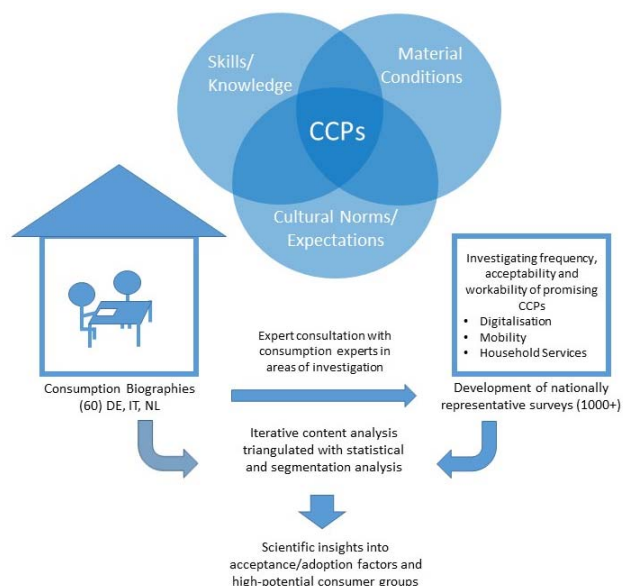 Skills/
Knowledge
Material
Conditions
CCPs
Cultural Norms/
Expectations
Investigating frequency,
acceptability and
workability of promising
CCPs
• Digitalisation
• Mobility
• Household Services
Expert consultation with
consumption experts in
areas of investigation
Consumption Biographies
(60) DE, IT, NL
Development of nationally
representative surveys (1000+)
Iterative content analysis
triangulated with statistical
and segmentation analysis
Scientific insights into
acceptance/adoption factors and
high-potential consumer groups